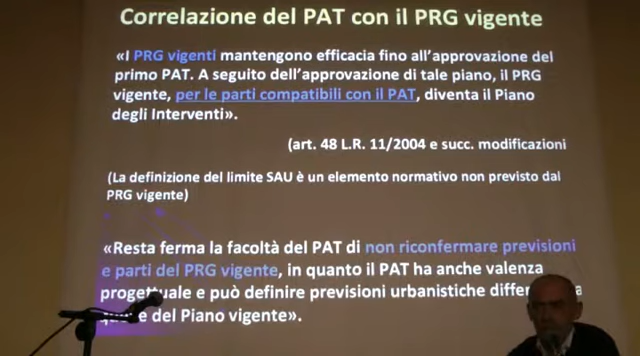 Correlazione del PAT con il PRG vigente
«I PRG vigenti mantengono efficacia fino all'approvazione del
primo PAT. A seguito dell'approvazione di tale piano, il PRG
vigente, per le parti compatibili con il PAT, diventa il Piano
degli Interventi».
(art. 48 L.R. 11/2004 e succ. modificazioni
(La definizione del limite SAU è un elemento normativo non previsto dal
PRG vigente)
«Resta ferma la facoltà del PAT di non riconfermare previsioni
e parti del PRG vigente, in quanto il PAT ha anche valenza
progettuale e può definire previsioni urbanistiche
del Piano vigente».